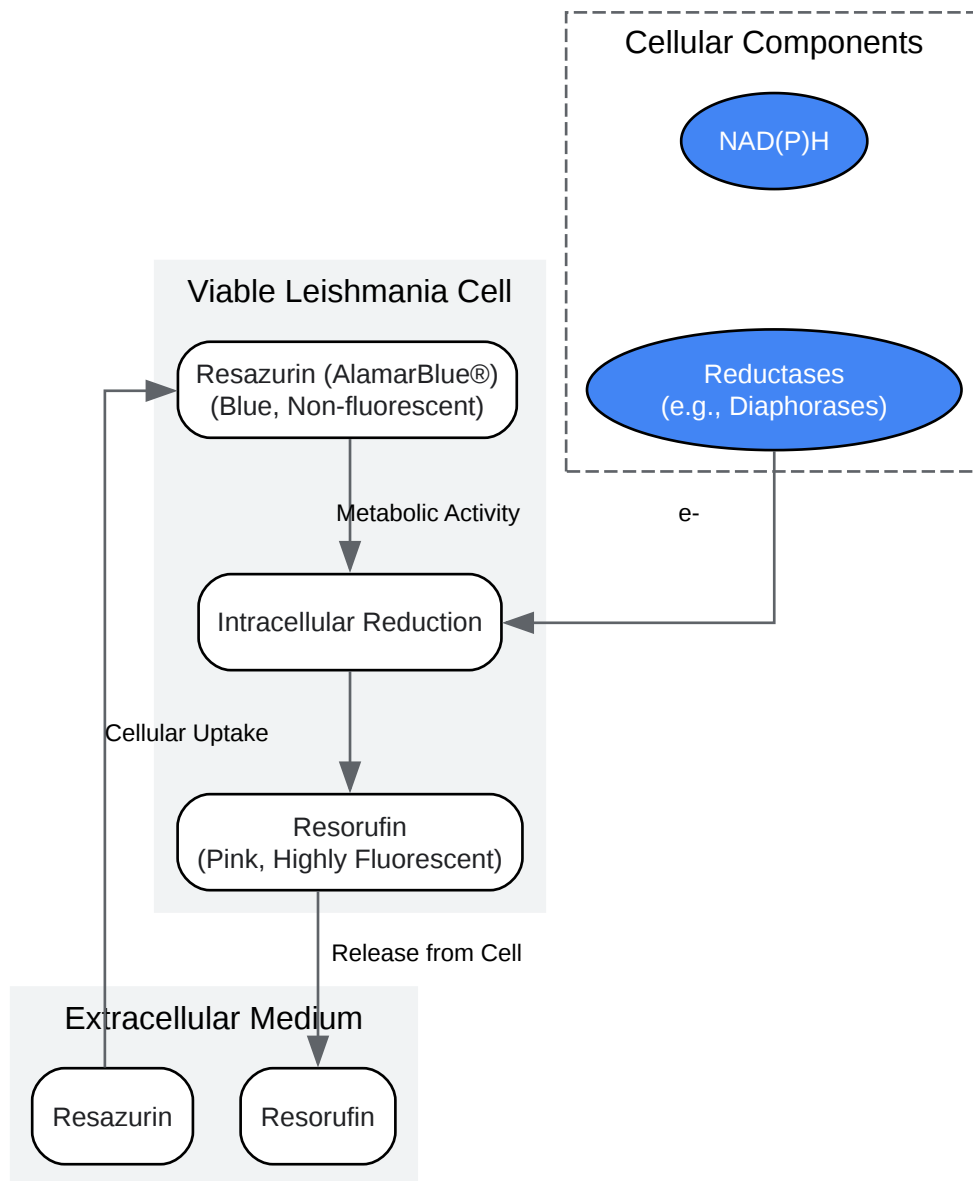 Cellular Components
NAD(P)H
Reductases
(e.g., Diaphorases)
e-
Viable Leishmania Cell
Resazurin (AlamarBlue®)
(Blue, Non-fluorescent)
Metabolic Activity
Intracellular Reduction
Cellular Uptake
Resorufin
(Pink, Highly Fluorescent)
Release from Cell
Extracellular Medium
Resazurin
Resorufin